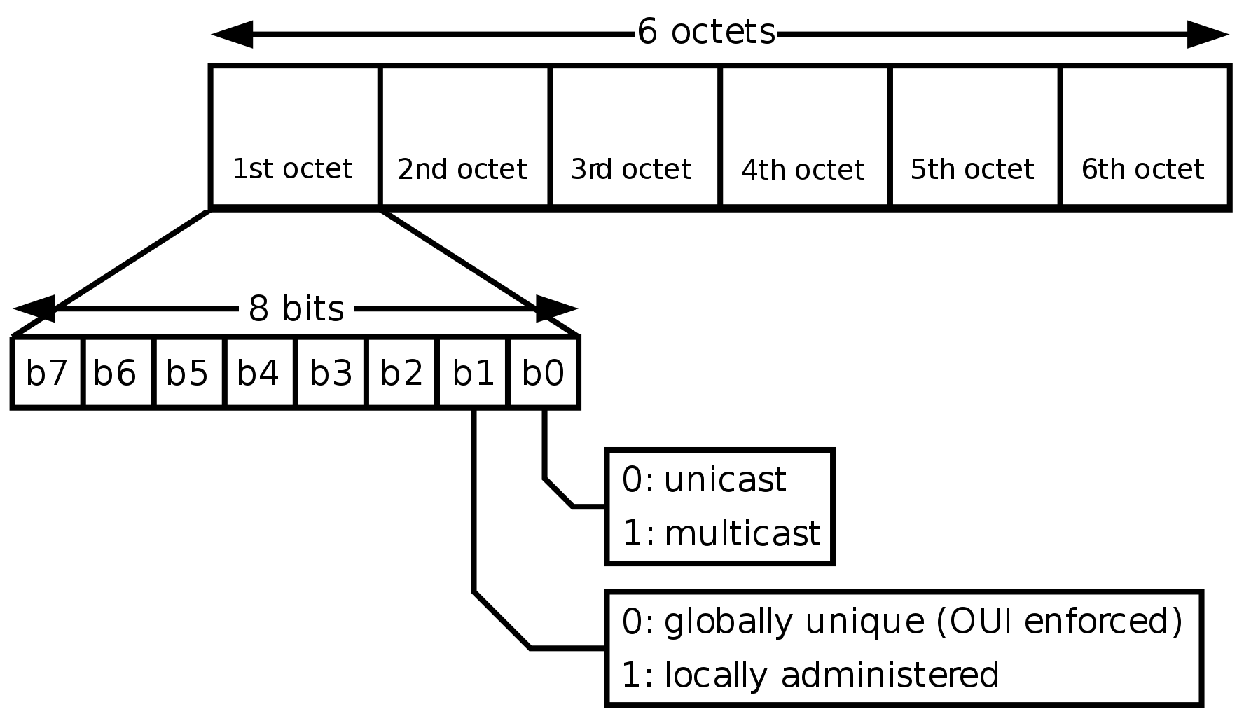 6 octets
1st octet 2nd octet 3rd octet 4th octet 5th octet 6th octet
8 bits
b7 b6 b5 b4 b3 b2 b1 b0
0: unicast
1: multicast
0: globally unique (OUI enforced)
1: locally administered